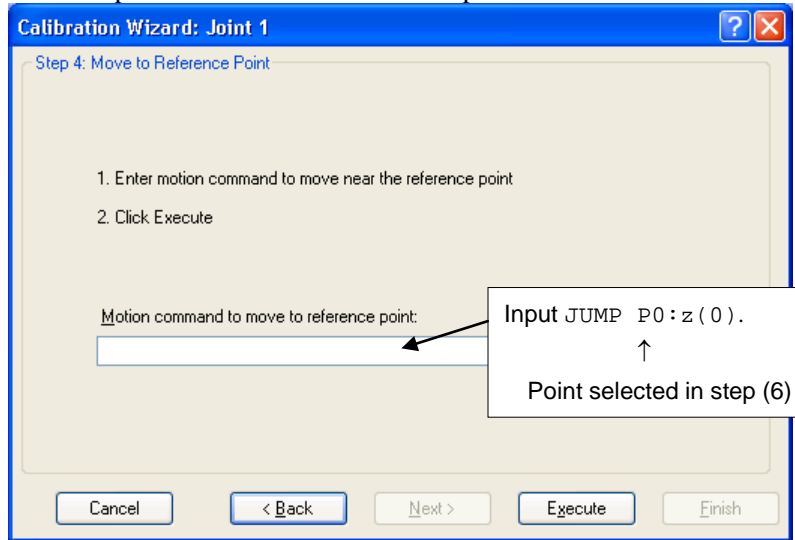 Calibration Wizard: Joint 1
Step 4: Move to Reference Point
1. Enter motion command to move near the reference point
2. Click Execute
Motion command to move to reference point:
Input JUMP P0:z(0).
↑
Point selected in step (6)
Cancel
< Back
Next >
Execute
Finish